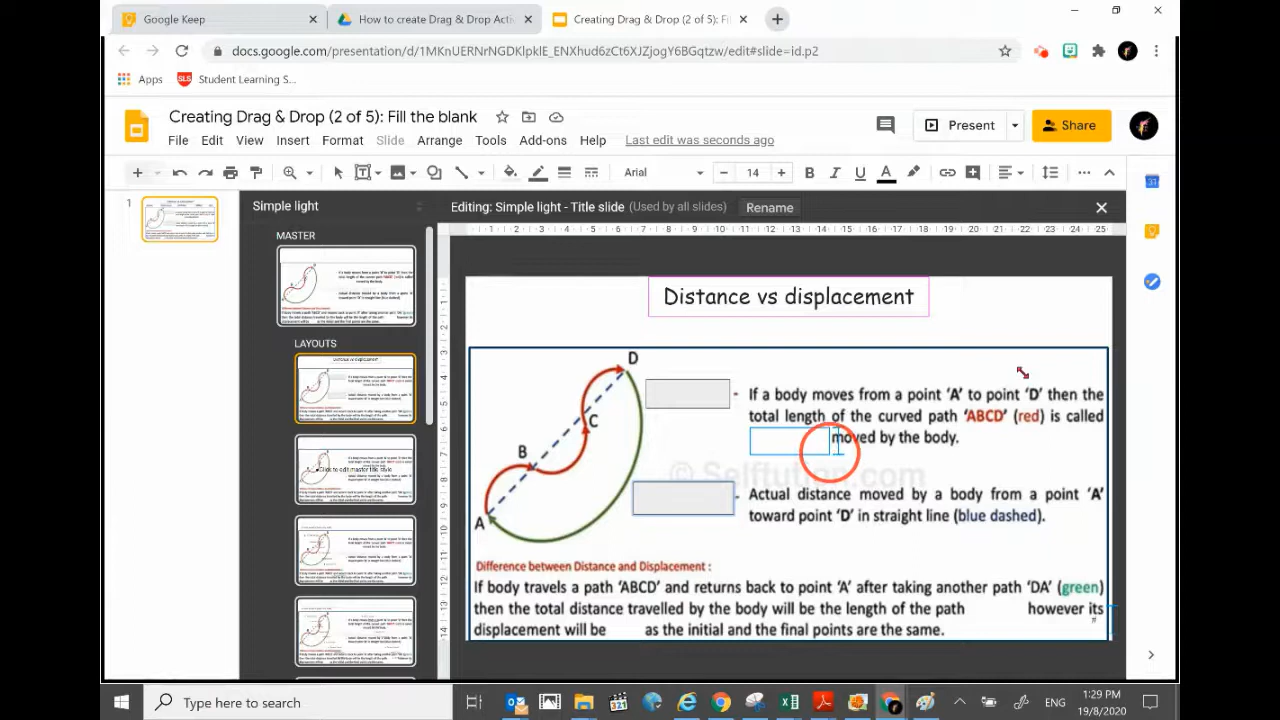 Google Keep
How to create Drag & Drop Acti
Creating Drag & Drop (2 of 5): Fi
docs.google.com/presentation/d/1MKnUERNrNGDKlpklE_ENXhud6zCt6XJZjogY6BGqtzw/edit#slide=id.p2
Apps
SLS
Student Learning S...
Creating Drag & Drop (2 of 5): Fill the blank
Present
Share
File Edit View Insert Format Slide Arrange Tools Add-ons Help Last edit was seconds ago
Arial
14
1
Simple light
Editing: Simple light - Title sli (Used by all slides)
Rename
MASTER
LAYOUTS
Click to edit master title style
Distance vs displacement
D
C
B
A
If a body moves from a point 'A' to point 'D' then the
total length of the curved path 'ABCD' (red) is called
moved by the body.
Actual distance moved by a body from a point 'A'
toward point 'D' in straight line (blue dashed).
Difference between Distance and Displacement :
If body travels a path 'ABCD' and returns back to point 'A' after taking another path 'DA' (green)
then the total distance travelled by the body will be the length of the path however its
displacement will be as the initial and the final points are the same.
Type here to search
ENG
1:29 PM
19/8/2020